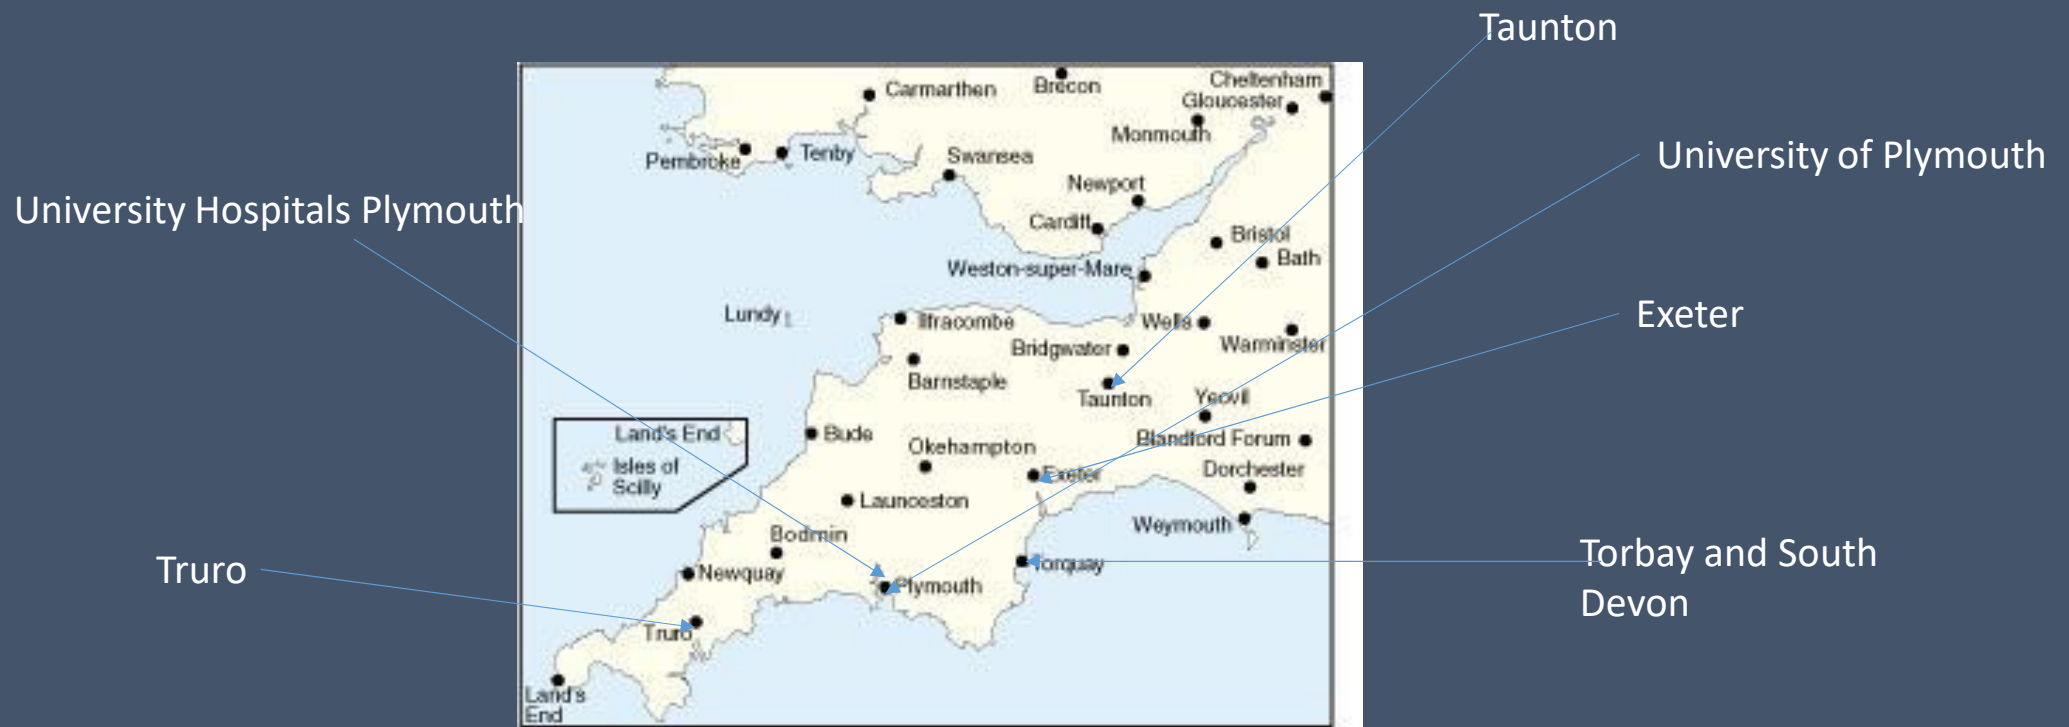 Taunton
Carmarthen
Brecon
Cheltenham
Gloucester
Monmouth
Pembroke
Tenby
Swansea
University of Plymouth
Newport
University Hospitals Plymouth
Cardiff
Bristol
Bath
Weston-super-Mare
Lundy
Ilfracombe
Wells
Exeter
Bridgwater
Warminster
Barnstaple
Taunton
Yeovil
Land's End
Bude
Okehampton
Blandford Forum
Isles of
Scilly
Exeter
Dorchester
Launceston
Weymouth
Bodmin
Truro
Newquay
Plymouth
Torquay
Torbay and South
Devon
Truro
Land's
End